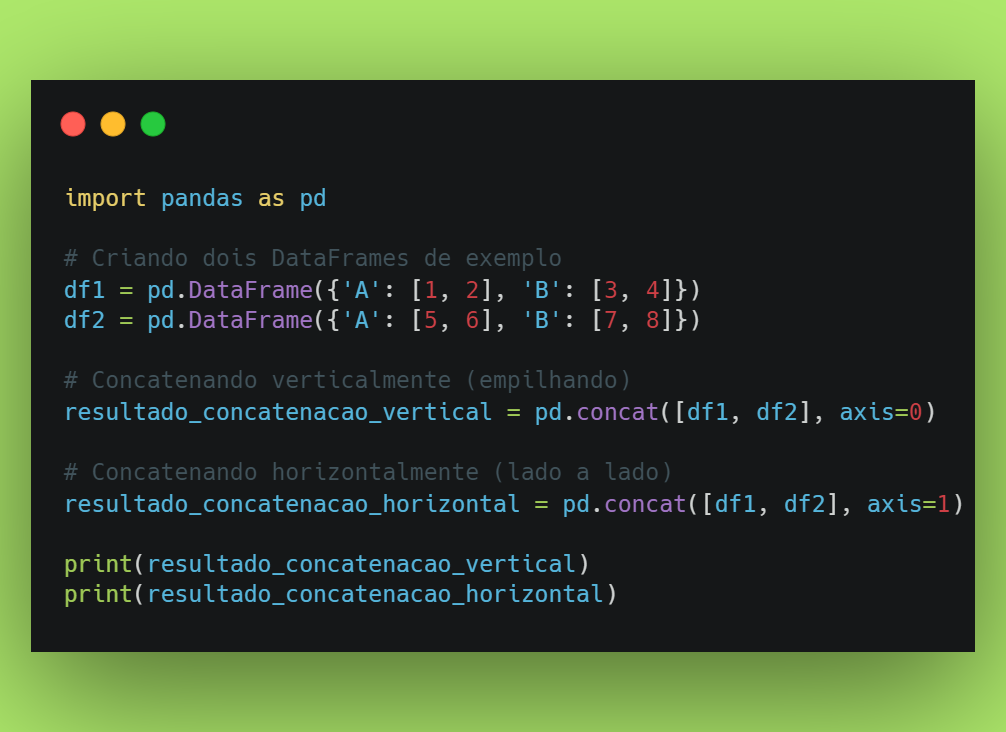 import pandas as pd
# Criando dois DataFrames de exemplo
df1 = pd.DataFrame({'A': [1, 2], 'B': [3, 4]})
df2 = pd.DataFrame({'A': [5, 6], 'B': [7, 8]})
# Concatenando verticalmente (empilhando)
resultado_concatenacao_vertical = pd.concat([df1, df2], axis=0)
# Concatenando horizontalmente (lado a lado)
resultado_concatenacao_horizontal = pd.concat([df1, df2], axis=1)
print(resultado_concatenacao_vertical)
print(resultado_concatenacao_horizontal)